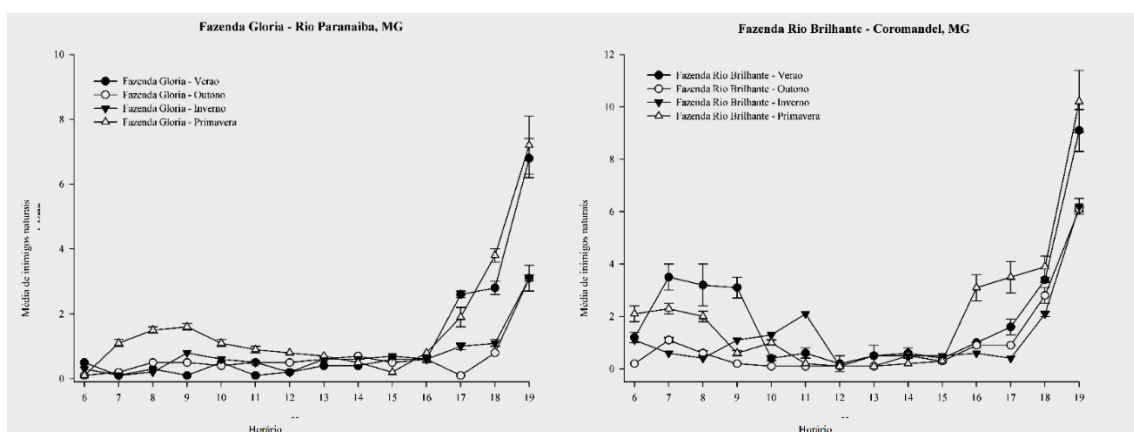 Fazenda Gloria - Rio Paranaiba, MG
10
8
6
4
2
0
Média de inimigos naturais
Fazenda Gloria - Verao
Fazenda Gloria - Outono
Fazenda Gloria - Inverno
Fazenda Gloria - Primavera
6 7 8 9 10 11 12 13 14 15 16 17 18 19
Horário
Fazenda Rio Brilhante - Coromandel, MG
12
10
8
6
4
2
0
Média de inimigos naturais
Fazenda Rio Brilhante - Verao
Fazenda Rio Brilhante - Outono
Fazenda Rio Brilhante - Inverno
Fazenda Rio Brilhante - Primavera
6 7 8 9 10 11 12 13 14 15 16 17 18 19
Horário